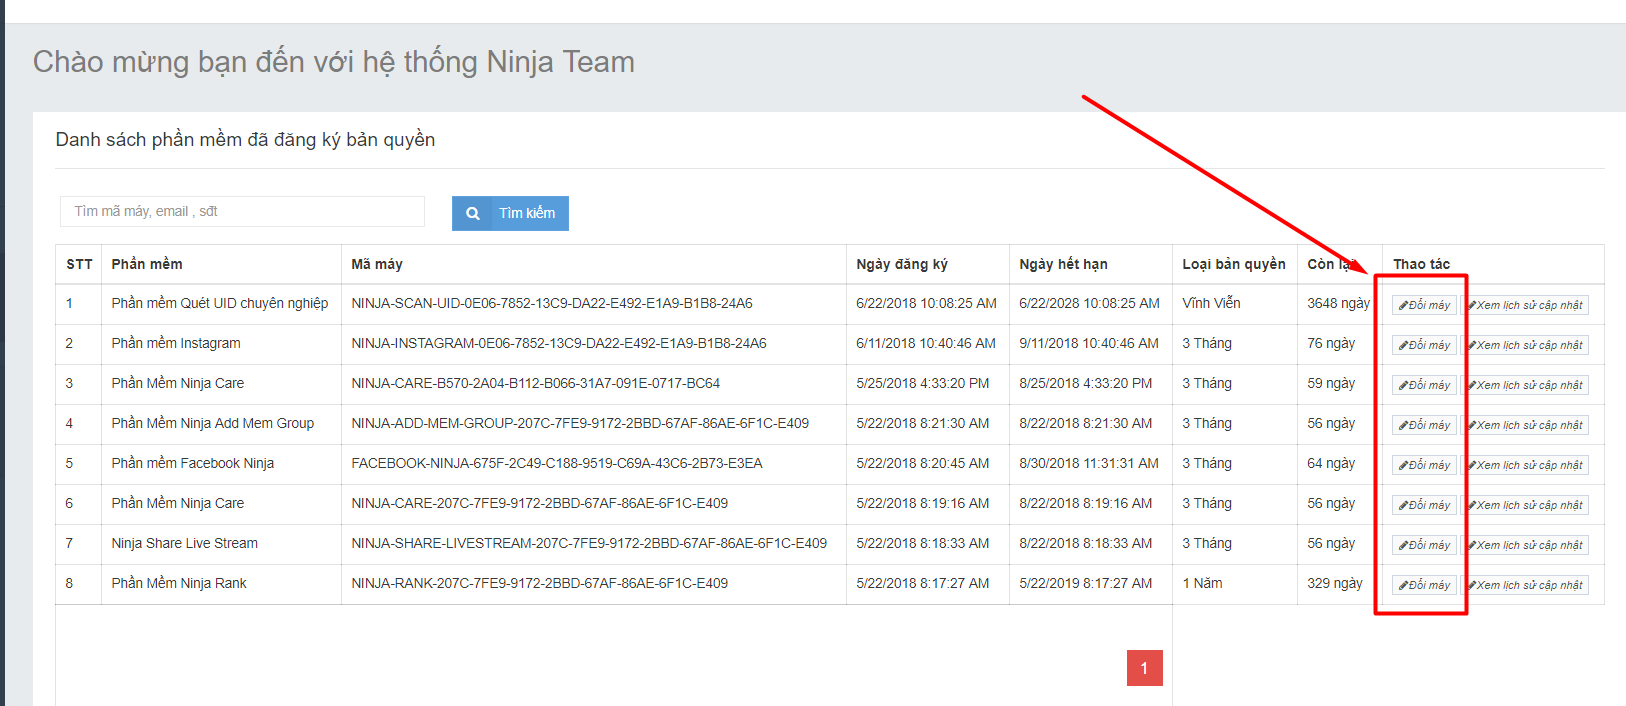 Chào mừng bạn đến với hệ thống Ninja Team
Danh sách phần mềm đã đăng ký bản quyền
Tìm mã máy, email , sđt
Tìm kiếm
STT Phần mềm Mã máy Ngày đăng ký Ngày hết hạn Loại bản quyền Còn lại Thao tác
1 Phần mềm Quét UID chuyên nghiệp NINJA-SCAN-UID-0E06-7852-13C9-DA22-E492-E1A9-B1B8-24A6 6/22/2018 10:08:25 AM 6/22/2028 10:08:25 AM Vĩnh Viễn 3648 ngày Đổi máy Xem lịch sử cập nhật
2 Phần mềm Instagram NINJA-INSTAGRAM-0E06-7852-13C9-DA22-E492-E1A9-B1B8-24A6 6/11/2018 10:40:46 AM 9/11/2018 10:40:46 AM 3 Tháng 76 ngày Đổi máy Xem lịch sử cập nhật
3 Phần Mềm Ninja Care NINJA-CARE-B570-2A04-B112-B066-31A7-091E-0717-BC64 5/25/2018 4:33:20 PM 8/25/2018 4:33:20 PM 3 Tháng 59 ngày Đổi máy Xem lịch sử cập nhật
4 Phần Mềm Ninja Add Mem Group NINJA-ADD-MEM-GROUP-207C-7FE9-9172-2BBD-67AF-86AE-6F1C-E409 5/22/2018 8:21:30 AM 8/22/2018 8:21:30 AM 3 Tháng 56 ngày Đổi máy Xem lịch sử cập nhật
5 Phần mềm Facebook Ninja FACEBOOK-NINJA-675F-2C49-C188-9519-C69A-43C6-2B73-E3EA 5/22/2018 8:20:45 AM 8/30/2018 11:31:31 AM 3 Tháng 64 ngày Đổi máy Xem lịch sử cập nhật
6 Phần Mềm Ninja Care NINJA-CARE-207C-7FE9-9172-2BBD-67AF-86AE-6F1C-E409 5/22/2018 8:19:16 AM 8/22/2018 8:19:16 AM 3 Tháng 56 ngày Đổi máy Xem lịch sử cập nhật
7 Ninja Share Live Stream NINJA-SHARE-LIVESTREAM-207C-7FE9-9172-2BBD-67AF-86AE-6F1C-E409 5/22/2018 8:18:33 AM 8/22/2018 8:18:33 AM 3 Tháng 56 ngày Đổi máy Xem lịch sử cập nhật
8 Phần Mềm Ninja Rank NINJA-RANK-207C-7FE9-9172-2BBD-67AF-86AE-6F1C-E409 5/22/2018 8:17:27 AM 5/22/2019 8:17:27 AM 1 Năm 329 ngày Đổi máy Xem lịch sử cập nhật
1